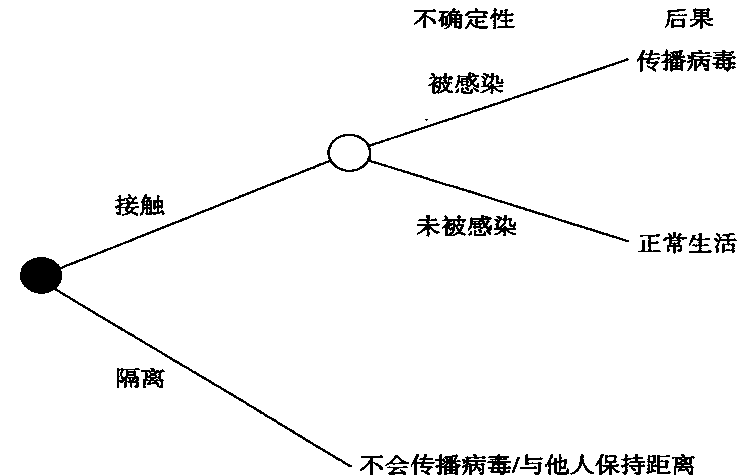 不确定性 后果
传播病毒
被感染
接触
未被感染
正常生活
隔离
不会传播病毒/与他人保持距离